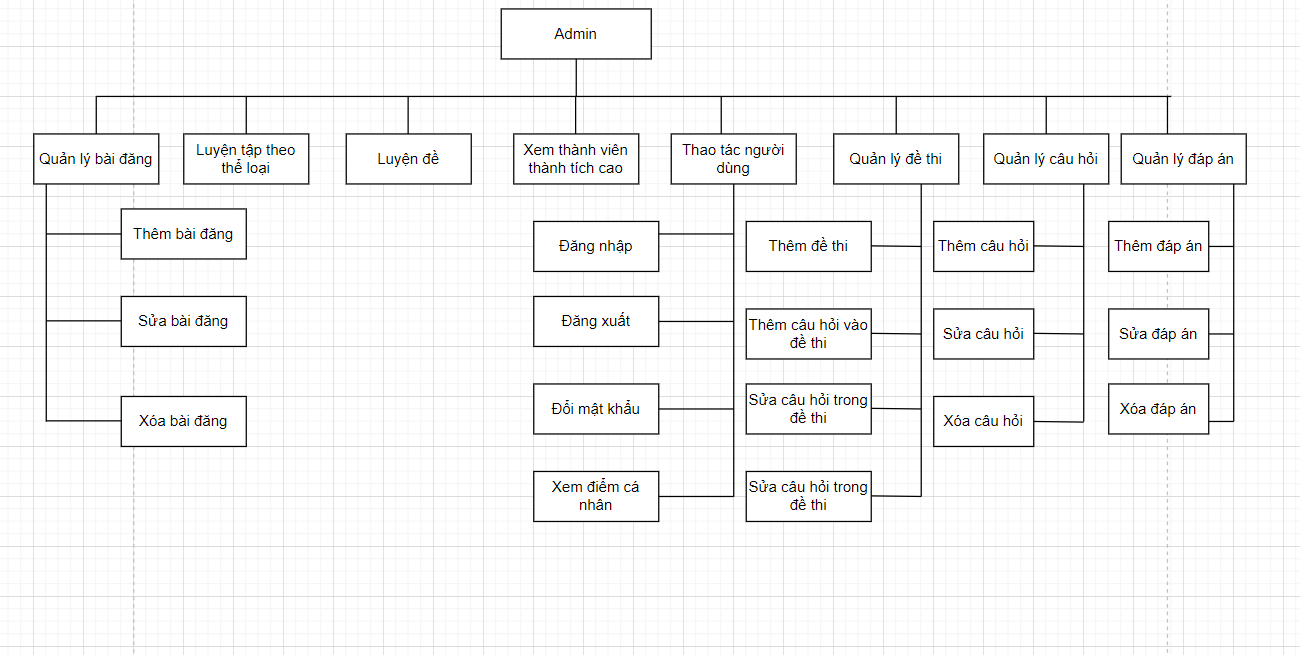 Admin
Quản lý bài đăng
Luyện tập theo
thể loại
Luyện đề
Xem thành viên
thành tích cao
Thao tác người
dùng
Quản lý đề thi
Quản lý câu hỏi
Quản lý đáp án
Thêm bài đăng
Sửa bài đăng
Xóa bài đăng
Đăng nhập
Đăng xuất
Đổi mật khẩu
Xem điểm cá
nhân
Thêm đề thi
Thêm câu hỏi vào
đề thi
Sửa câu hỏi trong
đề thi
Sửa câu hỏi trong
đề thi
Thêm câu hỏi
Sửa câu hỏi
Xóa câu hỏi
Thêm đáp án
Sửa đáp án
Xóa đáp án